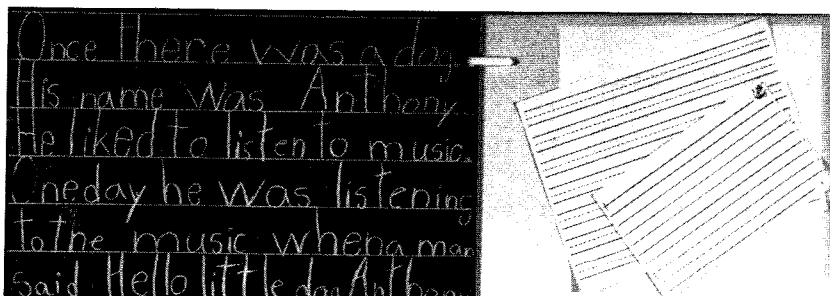 Once there was a dog.
His name was Anthony.
He liked to listen to music.
Oneday he was listening
to the music when a man
said Hello little dog Anthony